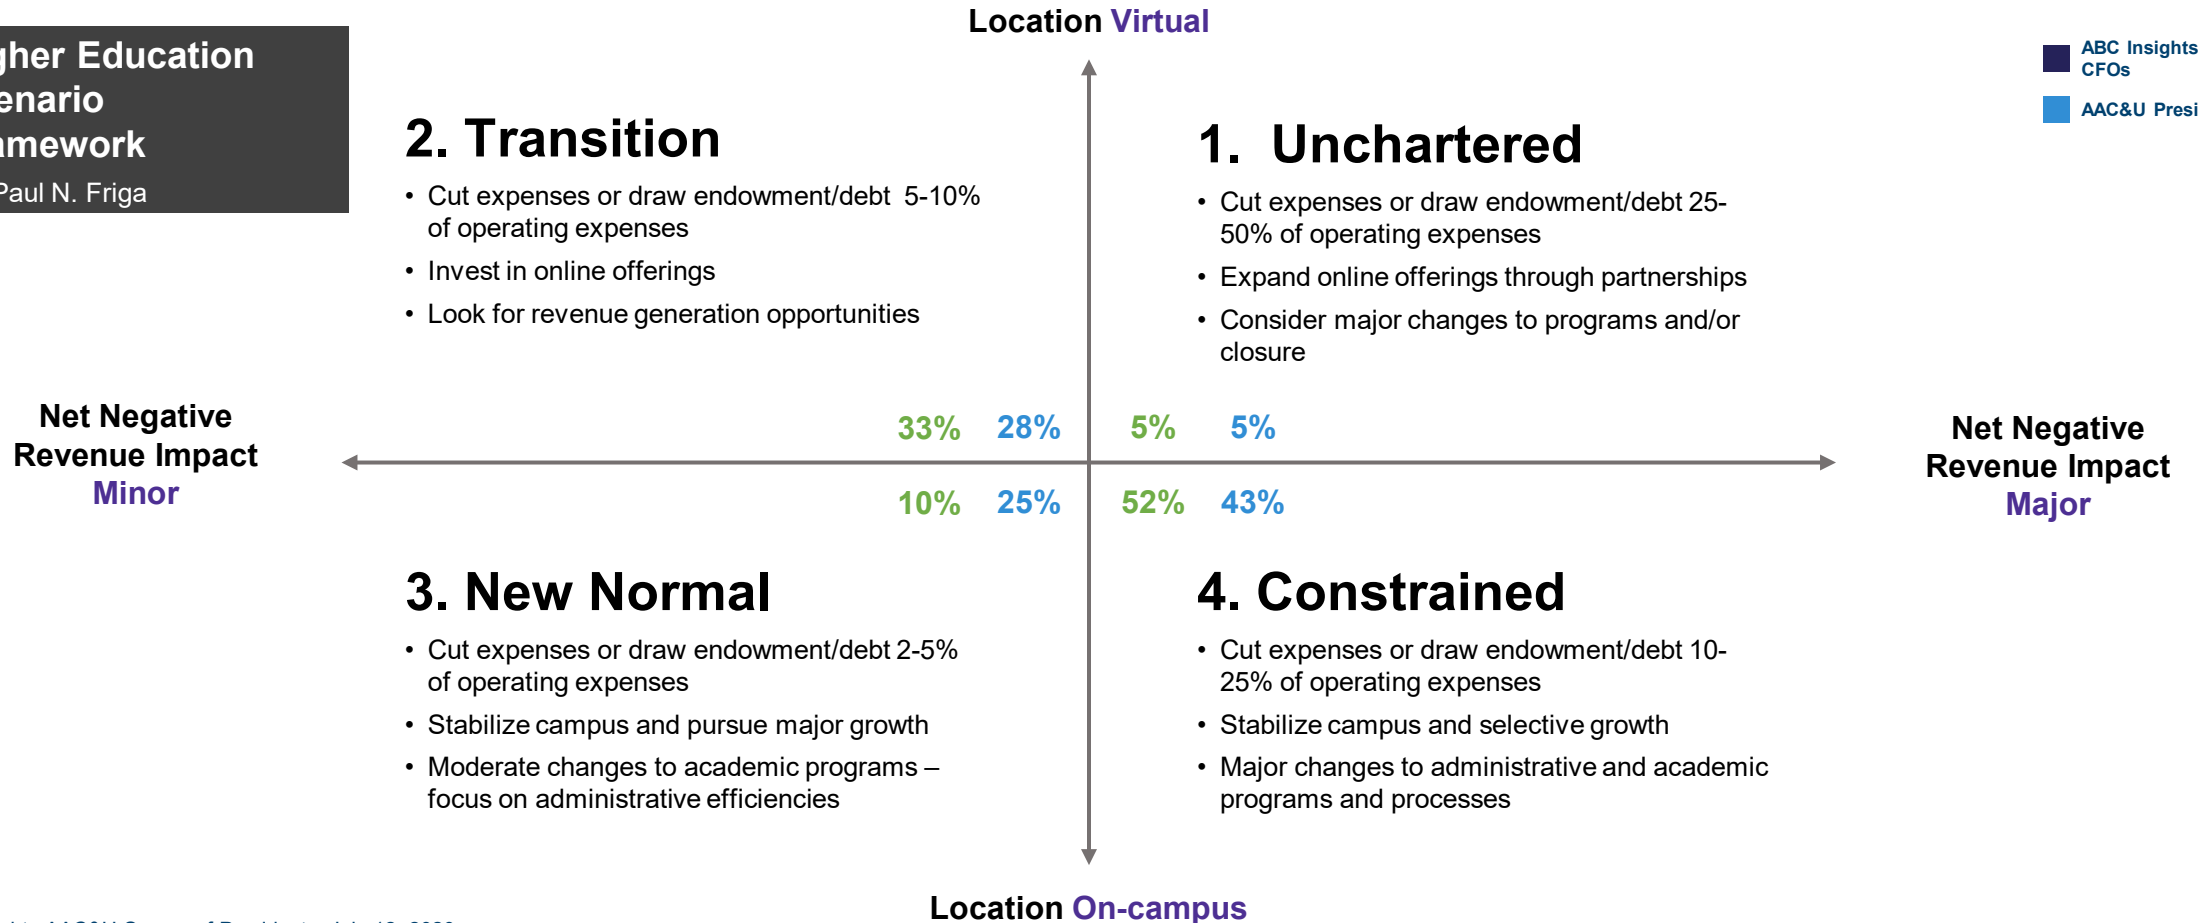 Location Virtual
gher Education
enario
amework
Paul N. Friga
ABC Insights
CFOs
AAC&U Presi
2. Transition
• Cut expenses or draw endowment/debt 5-10%
of operating expenses
• Invest in online offerings
• Look for revenue generation opportunities
1. Unchartered
• Cut expenses or draw endowment/debt 25-
50% of operating expenses
• Expand online offerings through partnerships
• Consider major changes to programs and/or
closure
Net Negative
Revenue Impact
Minor
33% 28% 5% 5%
10% 25% 52% 43%
Net Negative
Revenue Impact
Major
3. New Normal
• Cut expenses or draw endowment/debt 2-5%
of operating expenses
• Stabilize campus and pursue major growth
• Moderate changes to academic programs –
focus on administrative efficiencies
4. Constrained
• Cut expenses or draw endowment/debt 10-
25% of operating expenses
• Stabilize campus and selective growth
• Major changes to administrative and academic
programs and processes
Location On-campus